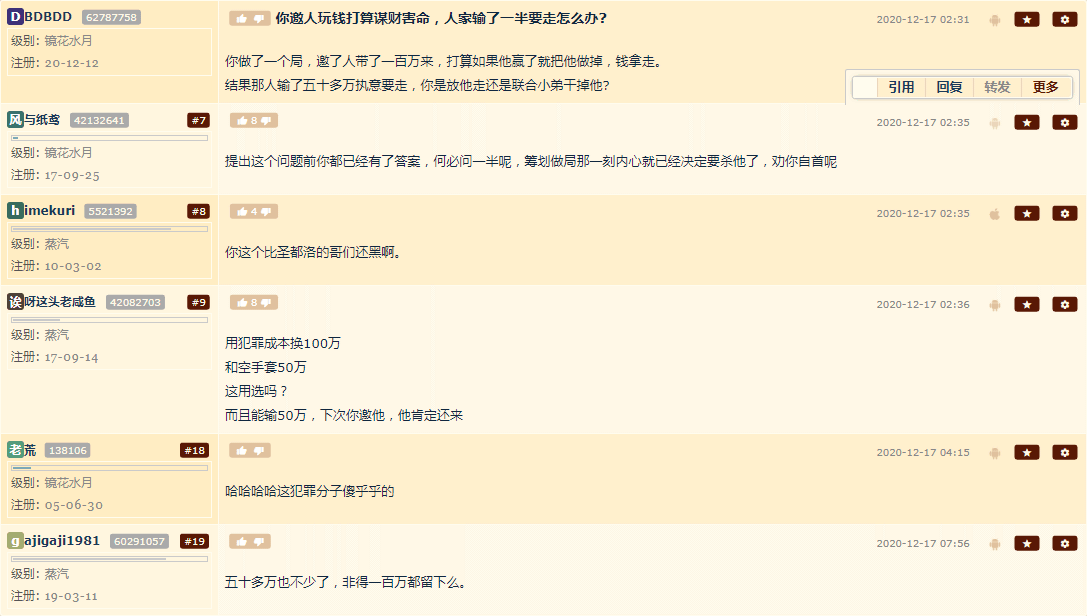 DBDBDD 62787758
级别: 镜花水月
注册: 20-12-12
你邀人玩钱打算谋财害命，人家输了一半要走怎么办?
2020-12-17 02:31
你做了一个局，邀了人带了一百万来，打算如果他赢了就把他做掉，钱拿走。
结果那人输了五十多万执意要走，你是放他走还是联合小弟干掉他?
引用 回复 转发 更多
风与纸鸢 42132641 #7
级别: 镜花水月
注册: 17-09-25
8
2020-12-17 02:35
提出这个问题前你都已经有了答案，何必问一半呢，筹划做局那一刻内心就已经决定要杀他了，劝你自首呢
himekuri 5521392 #8
级别: 蒸汽
注册: 10-03-02
4
2020-12-17 02:35
你这个比圣都洛的哥们还黑啊。
诶呀这头老咸鱼 42082703 #9
级别: 蒸汽
注册: 17-09-14
8
2020-12-17 02:36
用犯罪成本换100万
和空手套50万
这用选吗？
而且能输50万，下次你邀他，他肯定还来
老荒 138106 #18
级别: 镜花水月
注册: 05-06-30
2020-12-17 04:15
哈哈哈哈这犯罪分子傻乎乎的
gajigaji1981 60291057 #19
级别: 蒸汽
注册: 19-03-11
2020-12-17 07:56
五十多万也不少了，非得一百万都留下么。